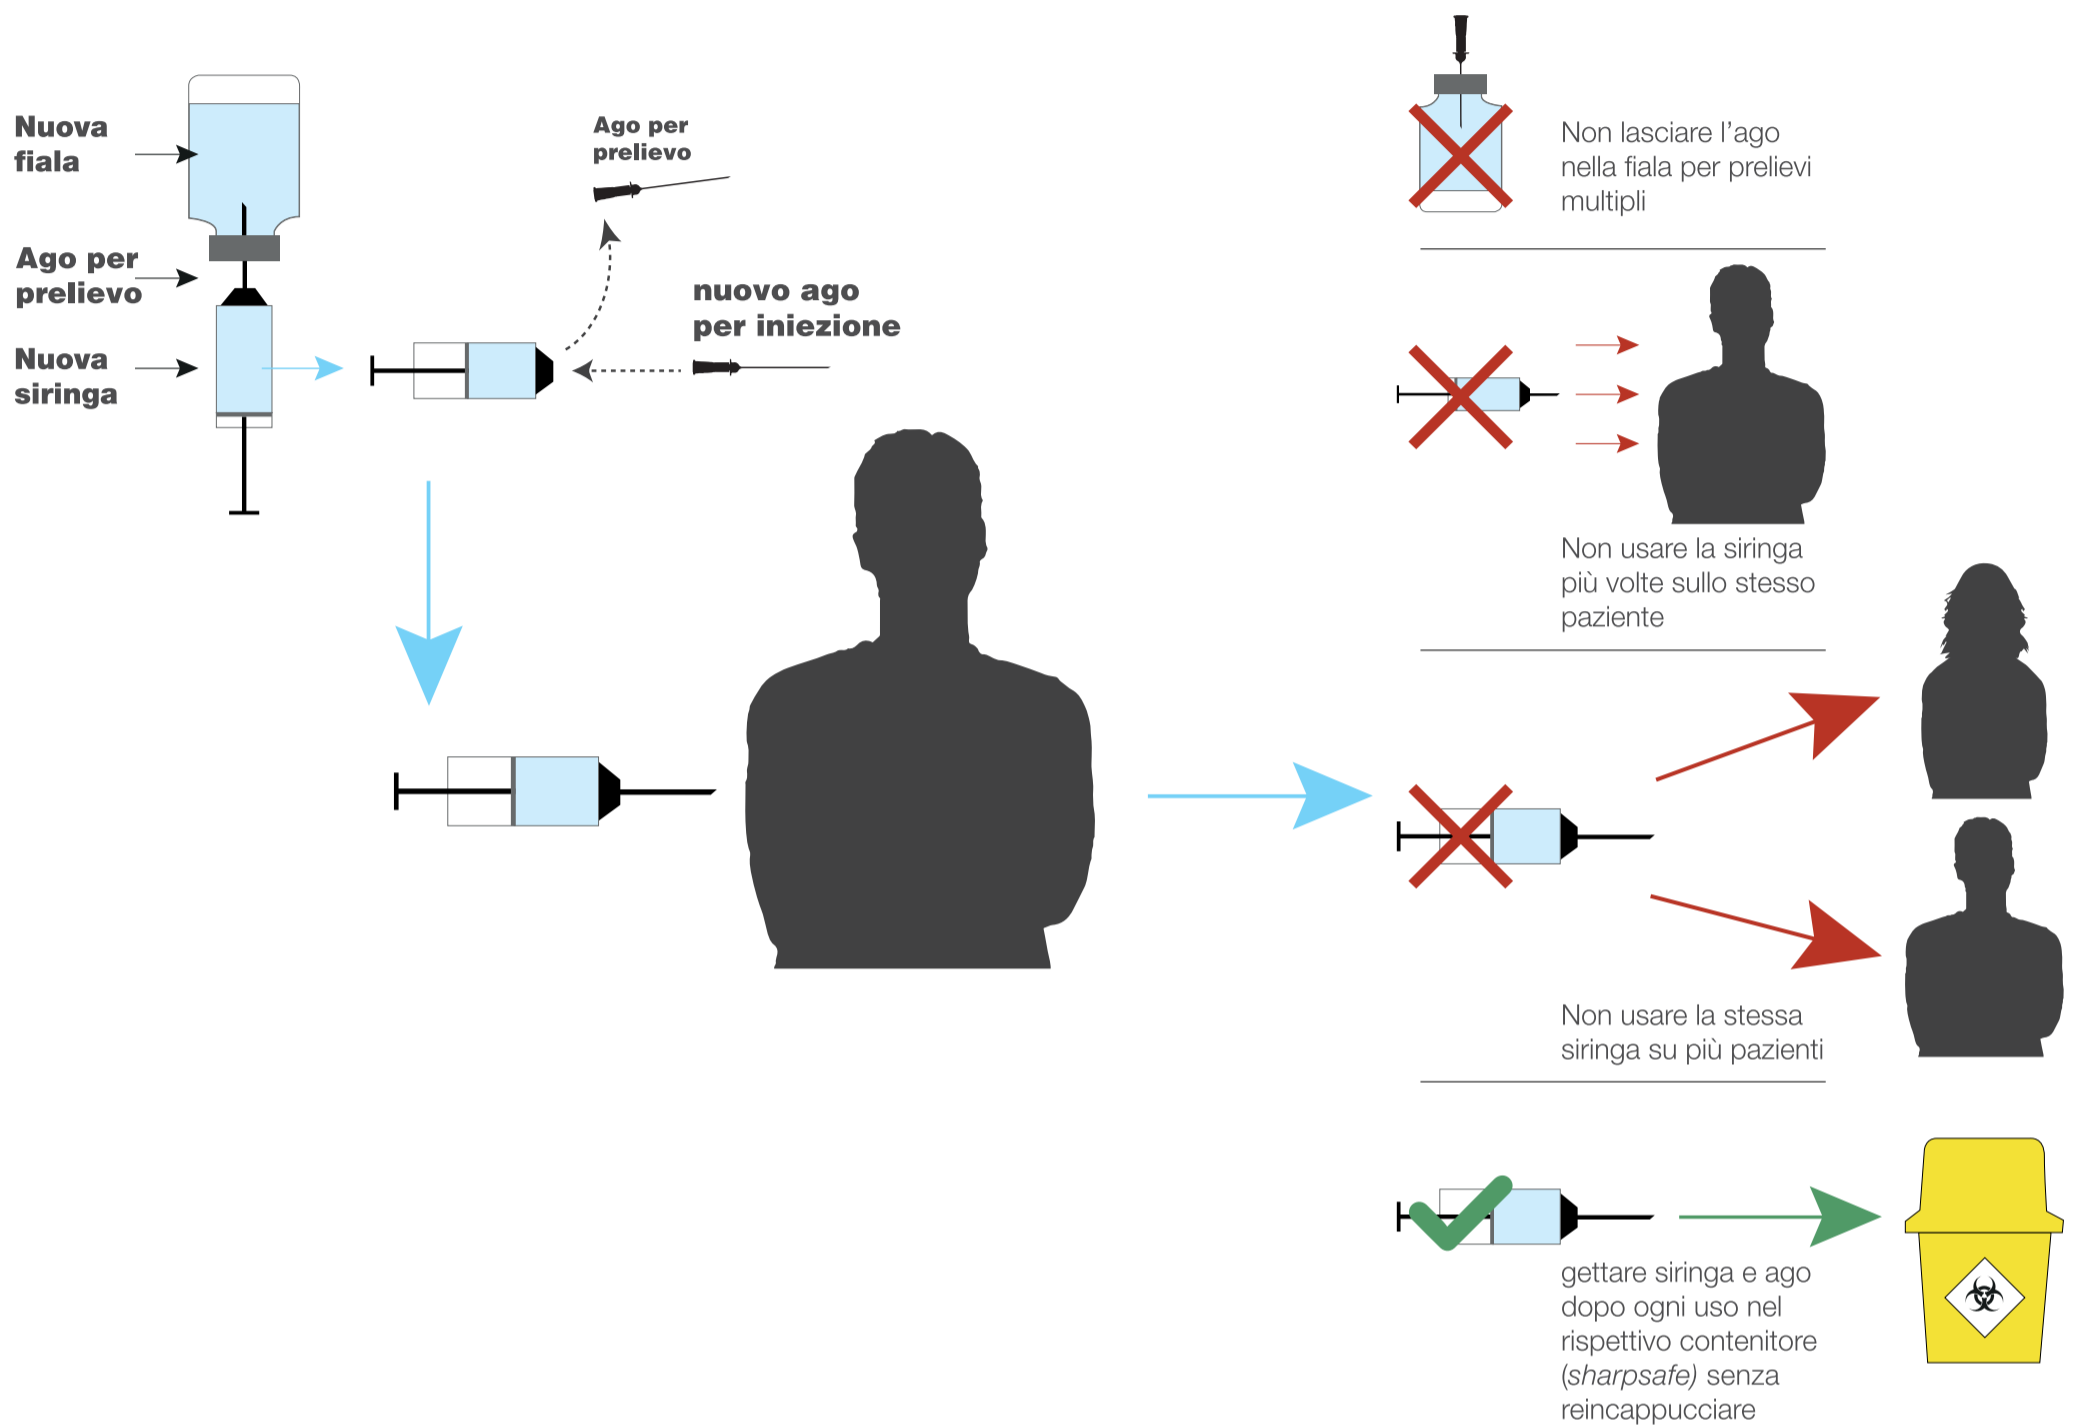 Nuova
fiala
Ago per
prelievo
Nuova
siringa
Ago per
prelievo
nuovo ago
per iniezione
Non lasciare l'ago
nella fiala per prelievi
multipli
Non usare la siringa
più volte sullo stesso
paziente
Non usare la stessa
siringa su più pazienti
gettare siringa e ago
dopo ogni uso nel
rispettivo contenitore
(sharpsafe) senza
reincappucciare